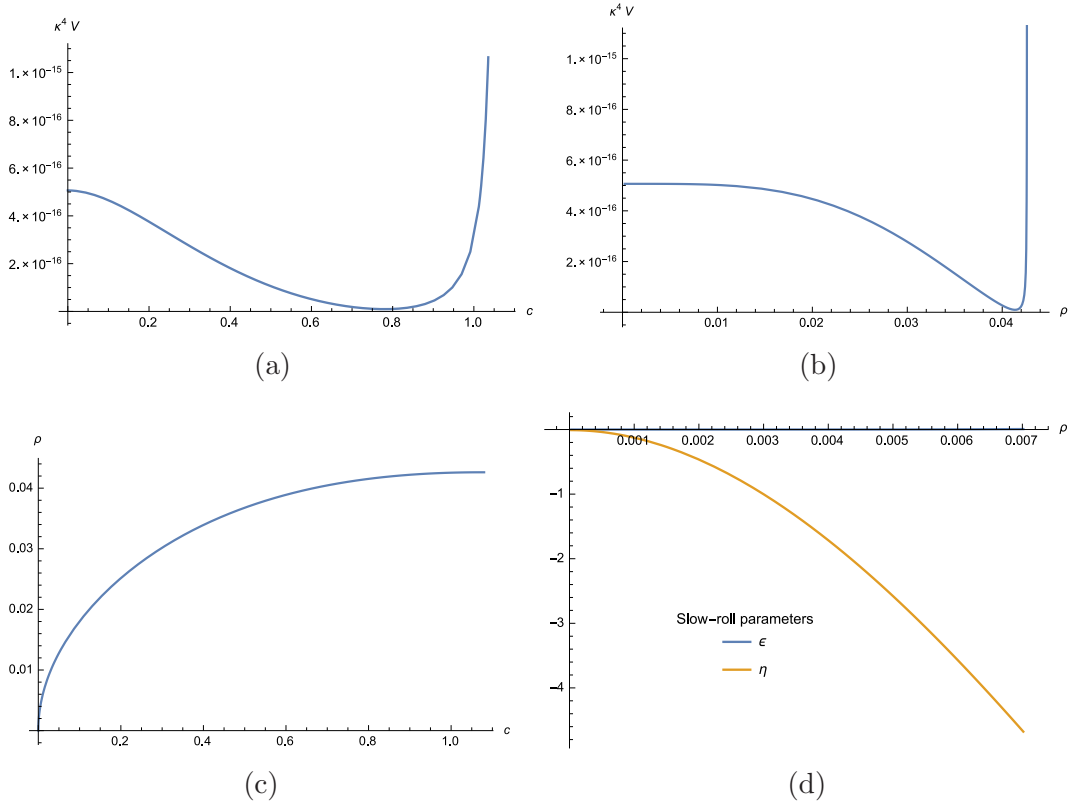 κ⁴ V
1.×10⁻¹⁵
8.×10⁻¹⁶
6.×10⁻¹⁶
4.×10⁻¹⁶
2.×10⁻¹⁶
0.2 0.4 0.6 0.8 1.0 c
(a)
κ⁴ V
1.×10⁻¹⁵
8.×10⁻¹⁶
6.×10⁻¹⁶
4.×10⁻¹⁶
2.×10⁻¹⁶
0.01 0.02 0.03 0.04 ρ
(b)
ρ
0.04
0.03
0.02
0.01
0.2 0.4 0.6 0.8 1.0 c
(c)
0.001 0.002 0.003 0.004 0.005 0.006 0.007 ρ
-1
-2
-3
-4
Slow-roll parameters
ϵ
η
(d)